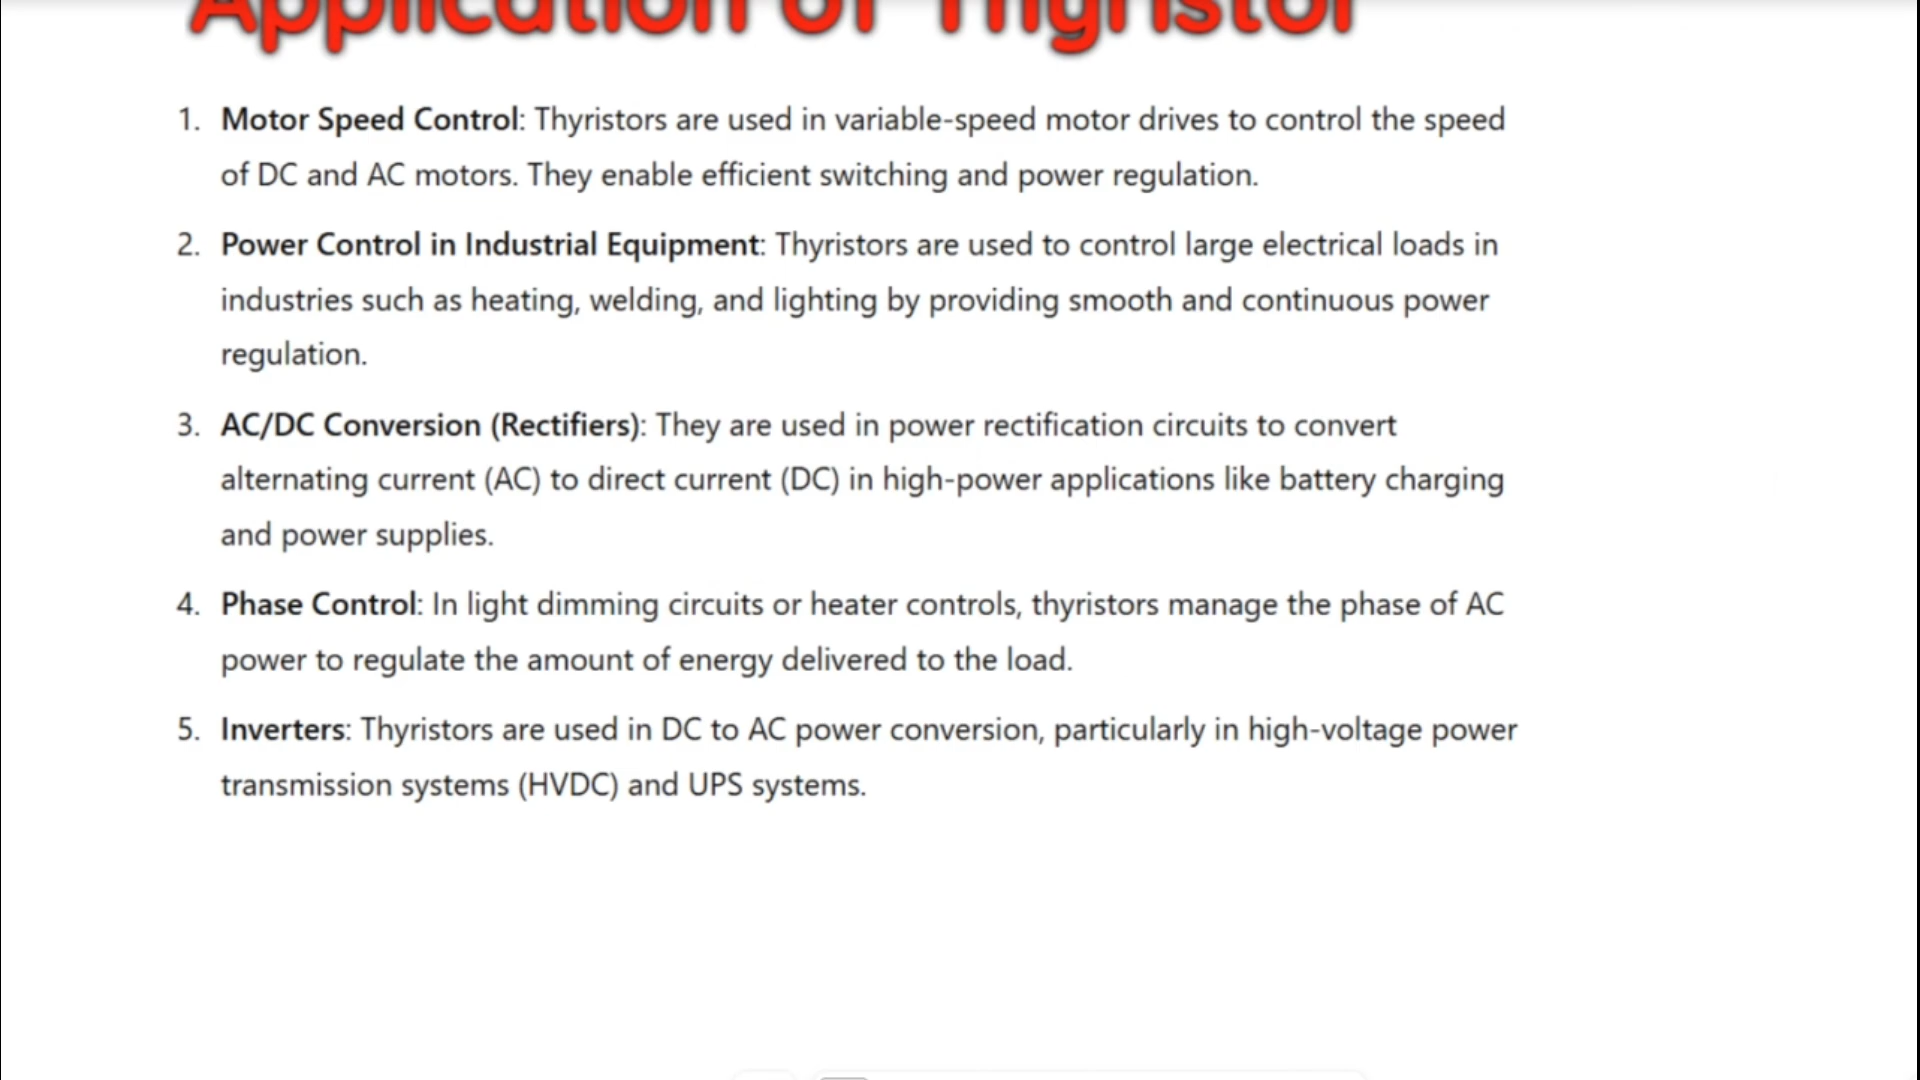 Application of Thyristor
1. Motor Speed Control: Thyristors are used in variable-speed motor drives to control the speed
of DC and AC motors. They enable efficient switching and power regulation.
2. Power Control in Industrial Equipment: Thyristors are used to control large electrical loads in
industries such as heating, welding, and lighting by providing smooth and continuous power
regulation.
3. AC/DC Conversion (Rectifiers): They are used in power rectification circuits to convert
alternating current (AC) to direct current (DC) in high-power applications like battery charging
and power supplies.
4. Phase Control: In light dimming circuits or heater controls, thyristors manage the phase of AC
power to regulate the amount of energy delivered to the load.
5. Inverters: Thyristors are used in DC to AC power conversion, particularly in high-voltage power
transmission systems (HVDC) and UPS systems.